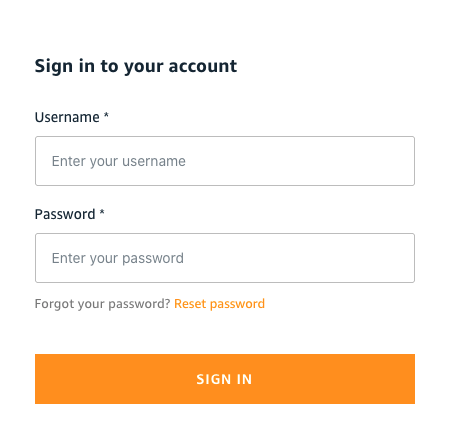 Sign in to your account
Username *
Enter your username
Password *
Enter your password
Forgot your password? Reset password
SIGN IN